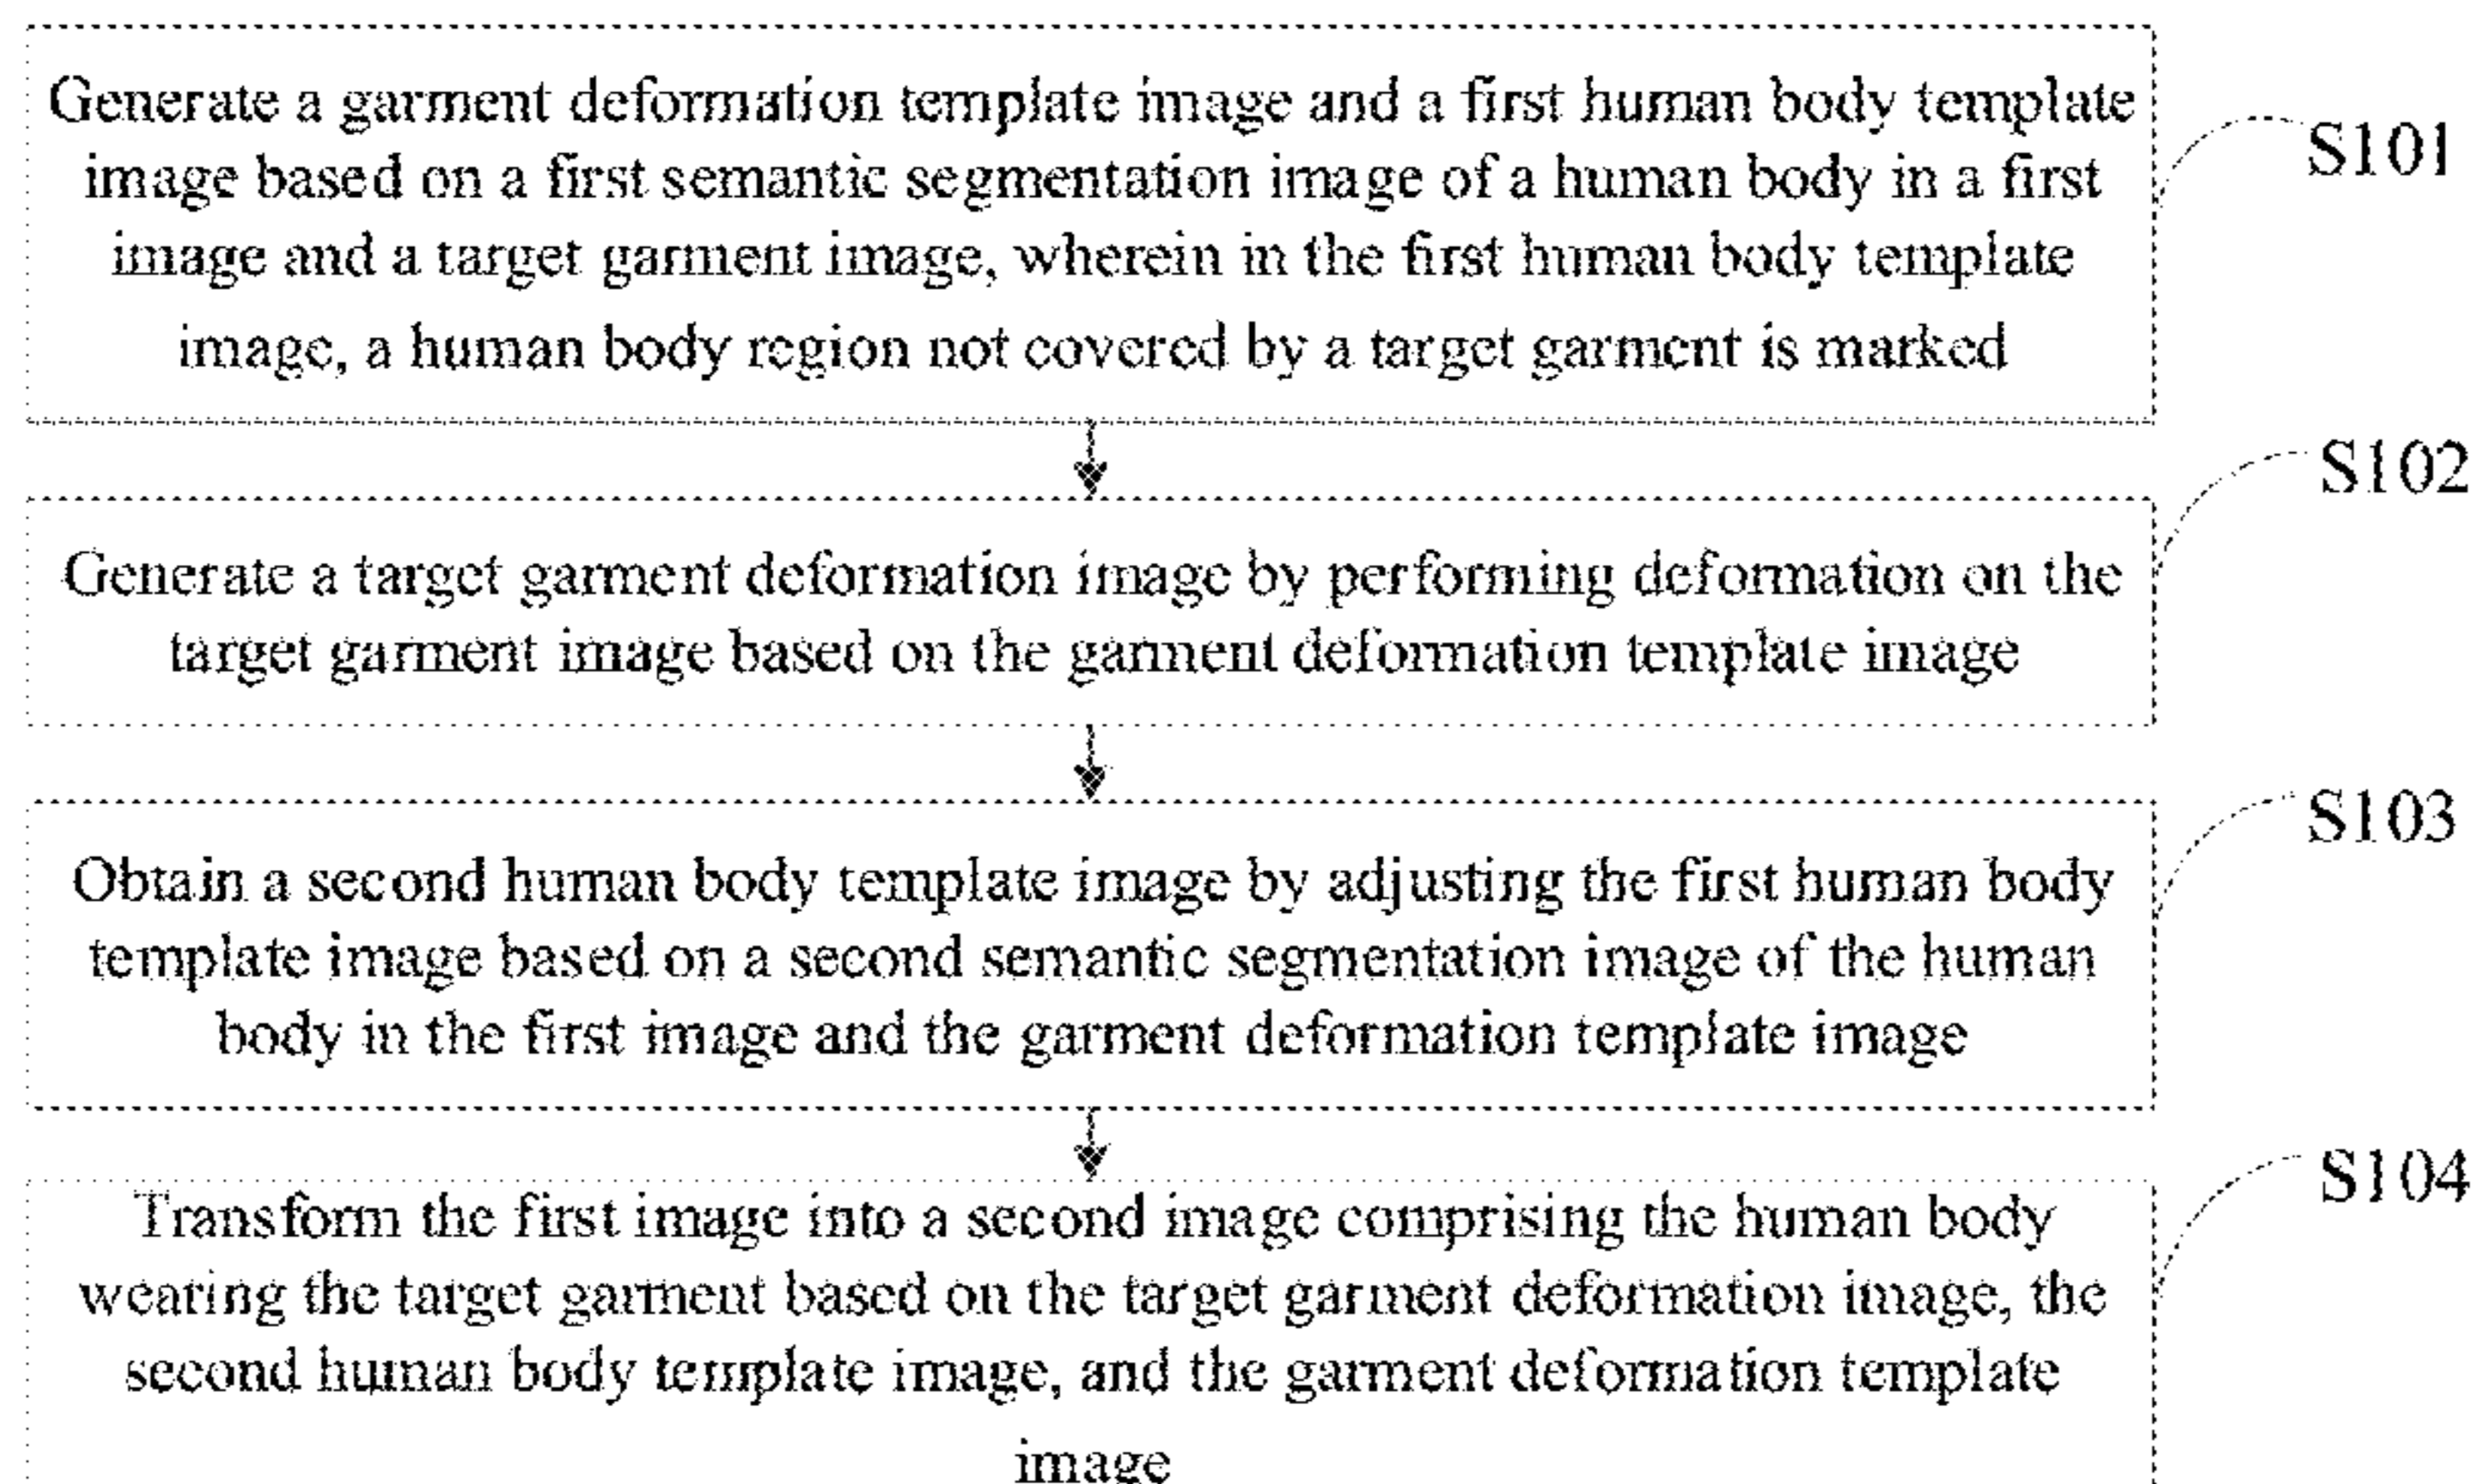 Generate a garment deformation template image and a first human body template
image based on a first semantic segmentation image of a human body in a first
image and a target garment image, wherein in the first human body template
image, a human body region not covered by a target garment is marked
S101
Generate a target garment deformation image by performing deformation on the
target garment image based on the garment deformation template image
S102
Obtain a second human body template image by adjusting the first human body
template image based on a second semantic segmentation image of the human
body in the first image and the garment deformation template image
S103
Transform the first image into a second image comprising the human body
wearing the target garment based on the target garment deformation image, the
second human body template image, and the garment deformation template
image
S104